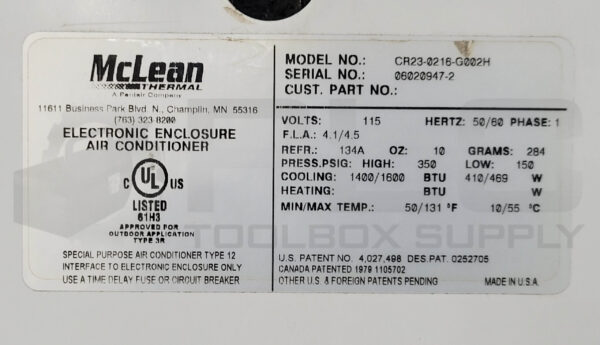 McLean
THERMAL
A Pentair Company
11611 Business Park Blvd. N., Champlin, MN 55316
(763) 323-8200
ELECTRONIC ENCLOSURE
AIR CONDITIONER
C UL US
LISTED
61H3
APPROVED FOR
OUTDOOR APPLICATION
TYPE 3R
SPECIAL PURPOSE AIR CONDITIONER TYPE 12
INTERFACE TO ELECTRONIC ENCLOSURE ONLY
USE A TIME DELAY FUSE OR CIRCUIT BREAKER
MODEL NO.: CR23-0216-G002H
SERIAL NO.: 06020947-2
CUST. PART NO.:
VOLTS: 115 HERTZ: 50/60 PHASE: 1
F.L.A.: 4.1/4.5
REFR.: 134A OZ: 10 GRAMS: 284
PRESS.PSIG: HIGH: 350 LOW: 150
COOLING: 1400/1600 BTU 410/469 W
HEATING: BTU W
MIN/MAX TEMP.: 50/131 °F 10/55 °C
U.S. PATENT NO. 4,027,498 DES.PAT. 0252705
CANADA PATENTED 1979 1105702
OTHER U.S. & FOREIGN PATENTS PENDING MADE IN U.S.A.
TOOLBOX SUPPLY